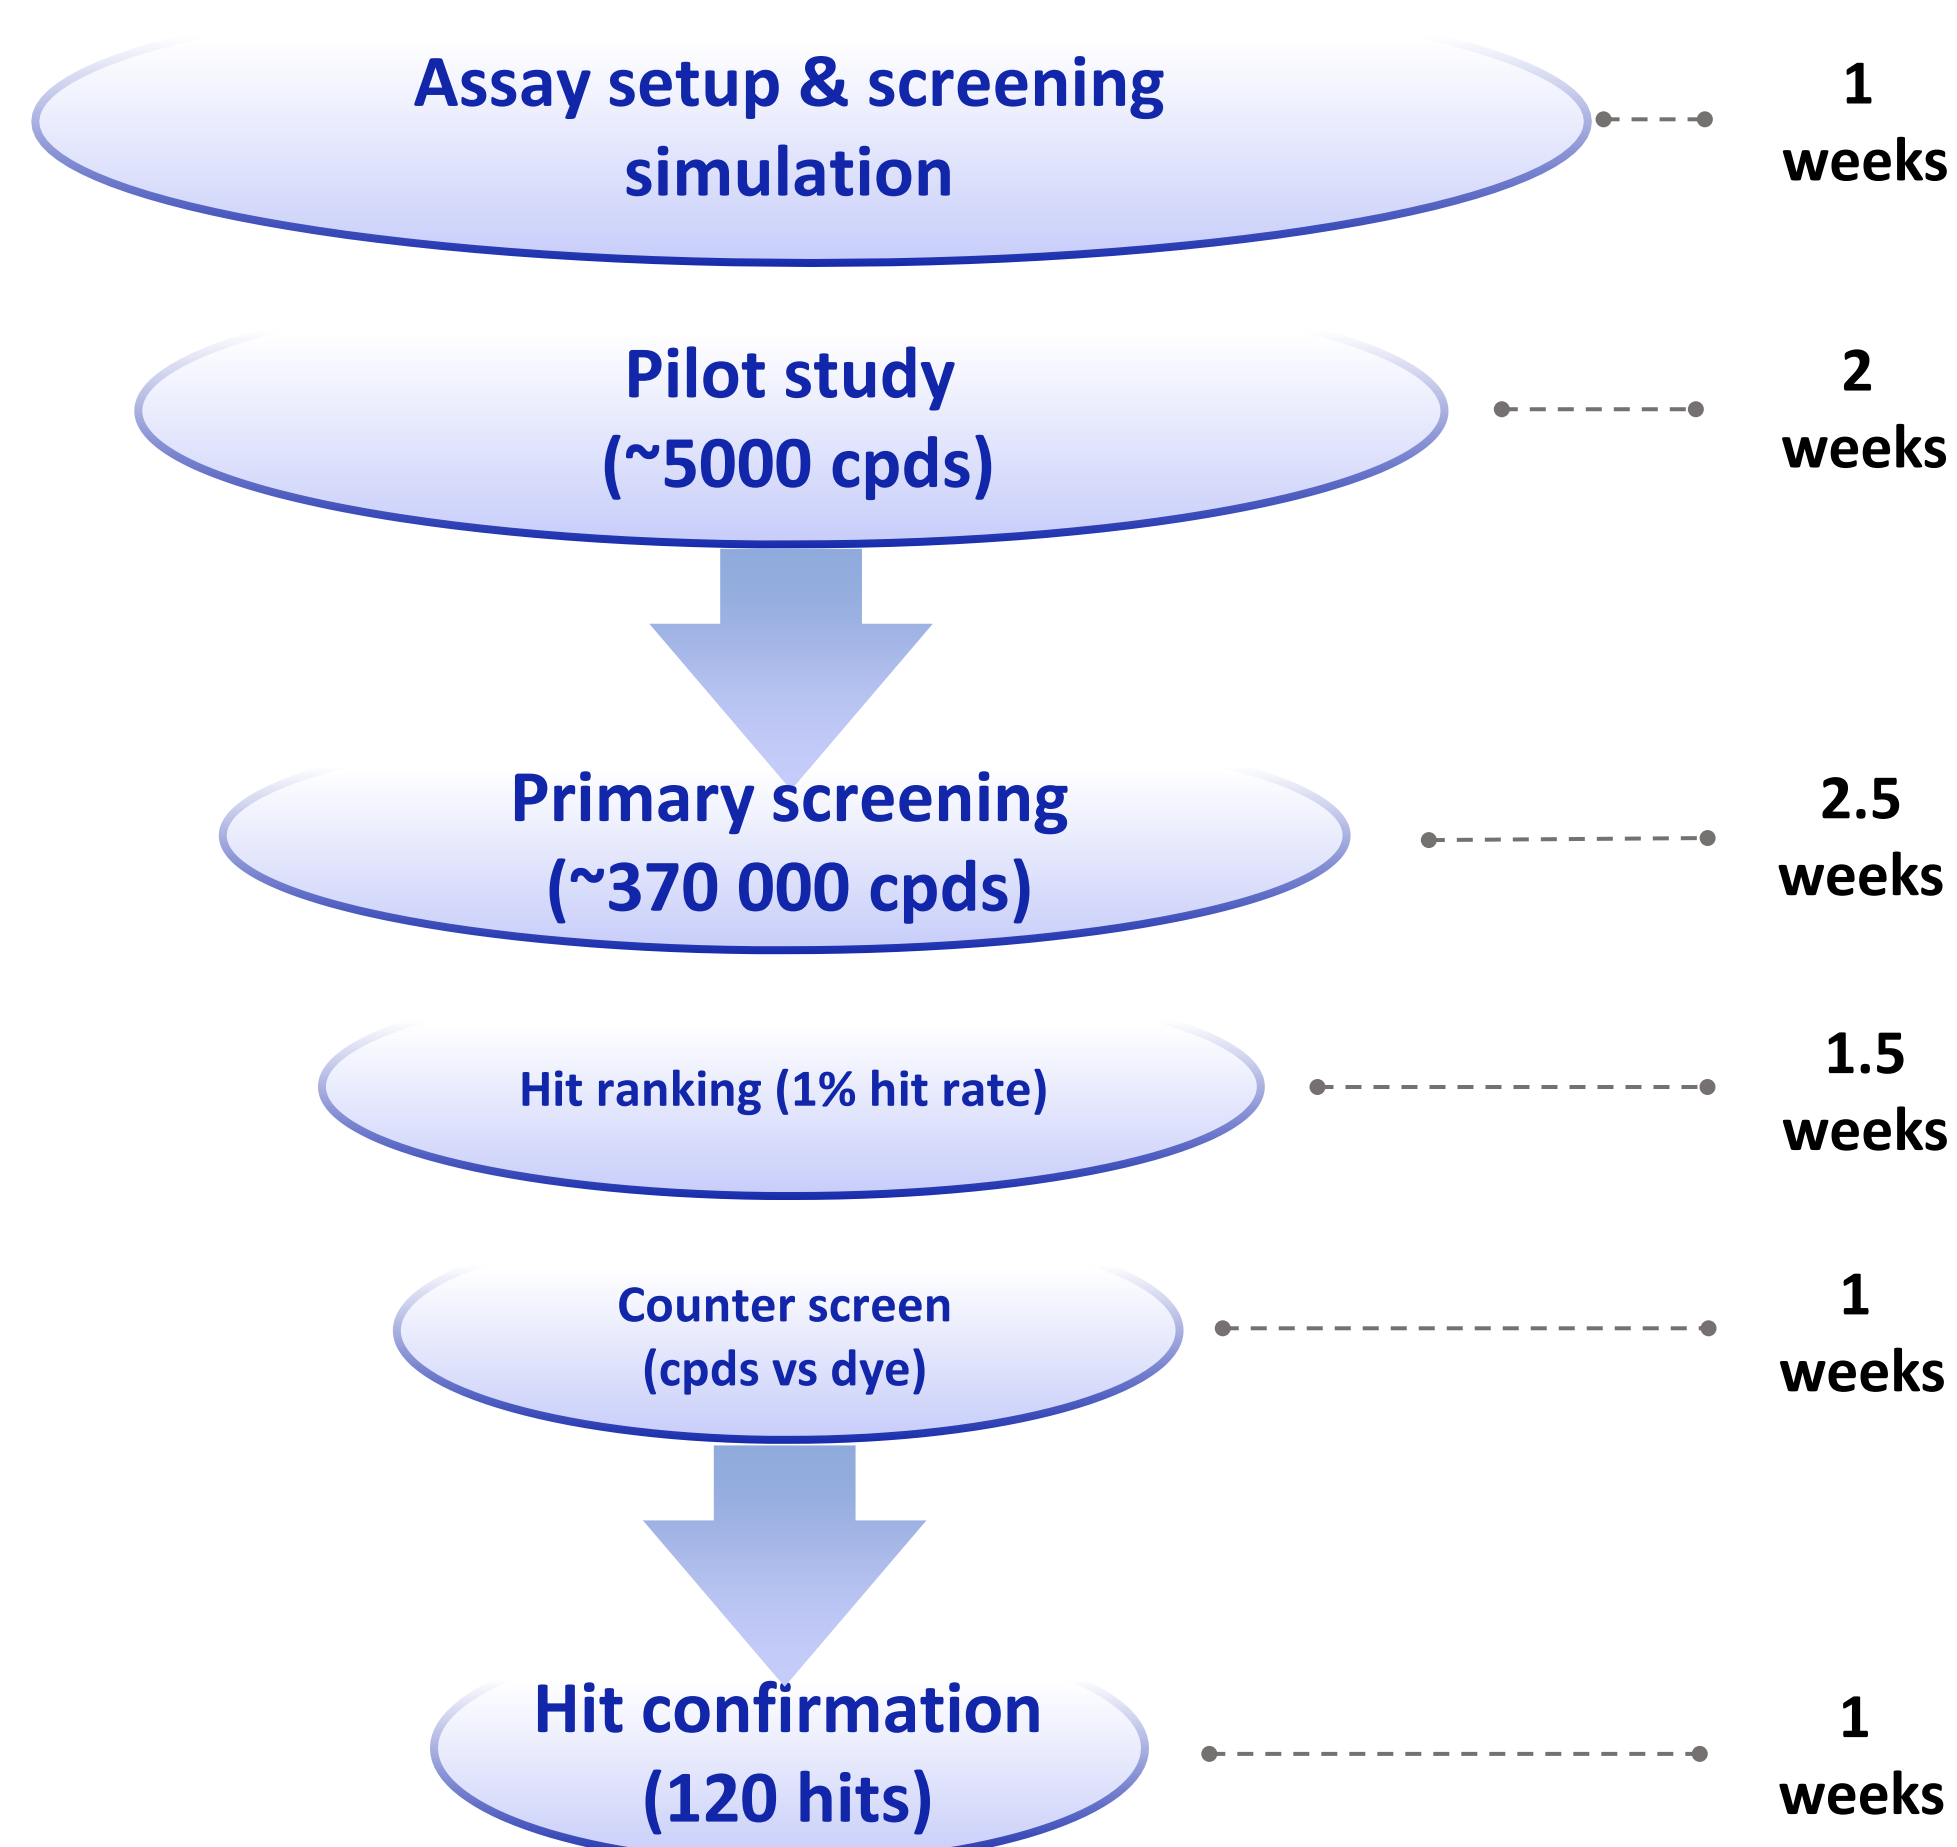 Assay setup & screening
simulation
1
weeks
Pilot study
(~5000 cpds)
2
weeks
Primary screening
(~370 000 cpds)
2.5
weeks
Hit ranking (1% hit rate)
1.5
weeks
Counter screen
(cpds vs dye)
1
weeks
Hit confirmation
(120 hits)
1
weeks